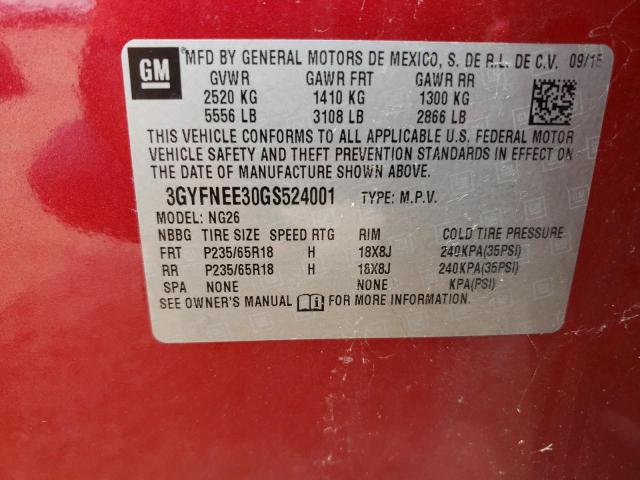 GM
MFD BY GENERAL MOTORS DE MEXICO, S. DE R.L. DE C.V. 09/15
GVWR GAWR FRT GAWR RR
2520 KG 1410 KG 1300 KG
5556 LB 3108 LB 2866 LB
THIS VEHICLE CONFORMS TO ALL APPLICABLE U.S. FEDERAL MOTOR
VEHICLE SAFETY AND THEFT PREVENTION STANDARDS IN EFFECT ON
THE DATE OF MANUFACTURE SHOWN ABOVE.
3GYFNEE30GS524001 TYPE: M.P.V.
MODEL: NG26
NBBG TIRE SIZE SPEED RTG RIM COLD TIRE PRESSURE
FRT P235/65R18 H 18X8J 240KPA(35PSI)
RR P235/65R18 H 18X8J 240KPA(35PSI)
SPA NONE NONE KPA(PSI)
SEE OWNER'S MANUAL FOR MORE INFORMATION.